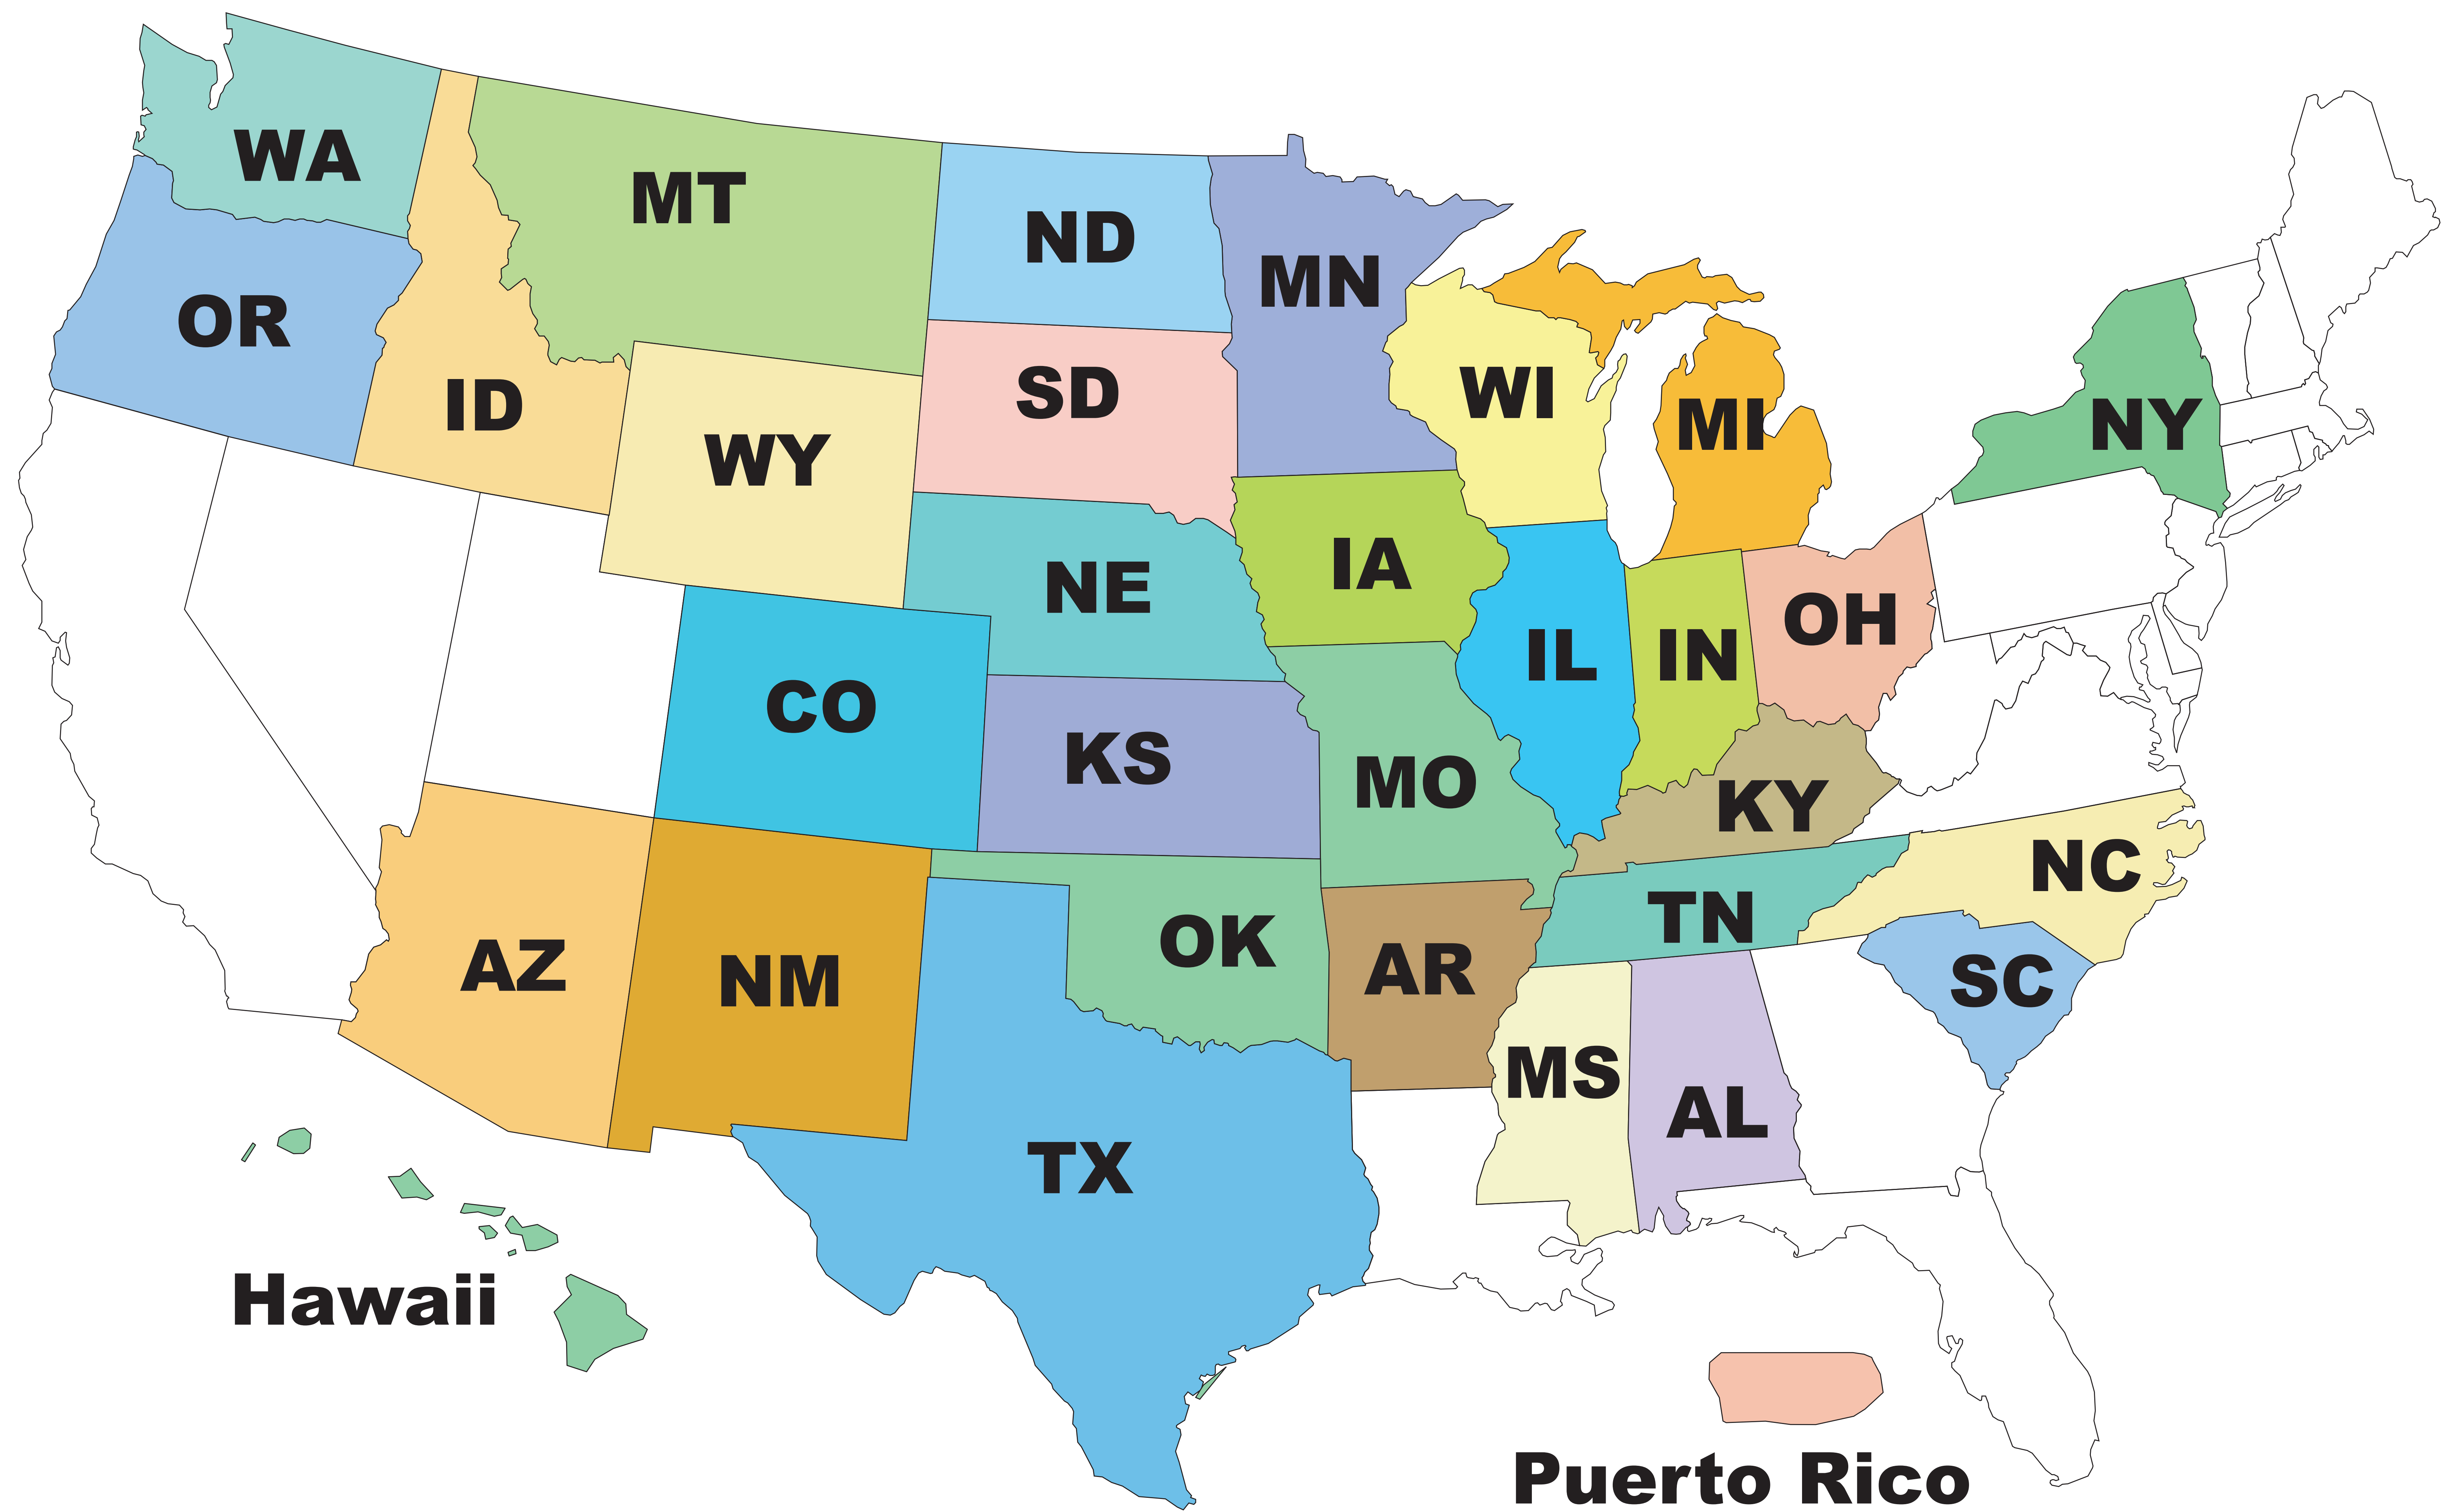 WA
MT
ND
MN
OR
ID
SD
WI
MI
NY
WY
NE
IA
IL
IN
OH
CO
KS
MO
KY
NC
AZ
NM
OK
AR
TN
SC
MS
AL
TX
Hawaii
Puerto Rico